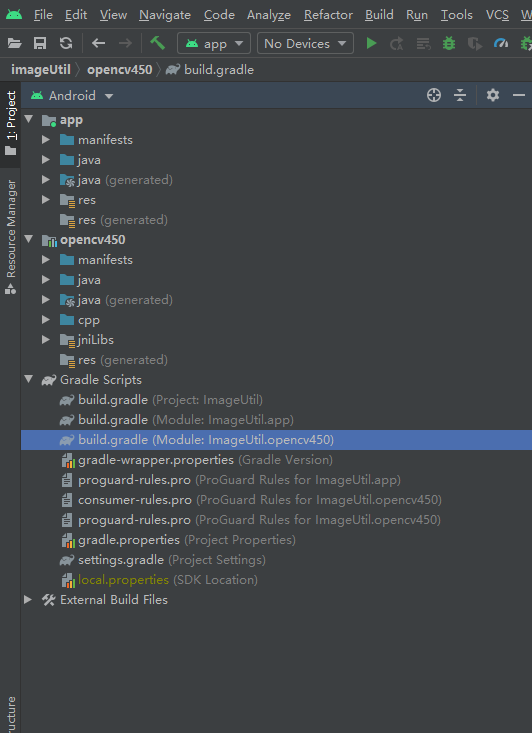 File Edit View Navigate Code Analyze Refactor Build Run Tools VCS W
app No Devices
imageUtil opencv450 build.gradle
1: Project
Android
app
manifests
java
java (generated)
res
res (generated)
Resource Manager
opencv450
manifests
java
java (generated)
cpp
jniLibs
res (generated)
Gradle Scripts
build.gradle (Project: ImageUtil)
build.gradle (Module: ImageUtil.app)
build.gradle (Module: ImageUtil.opencv450)
gradle-wrapper.properties (Gradle Version)
proguard-rules.pro (ProGuard Rules for ImageUtil.app)
consumer-rules.pro (ProGuard Rules for ImageUtil.opencv450)
proguard-rules.pro (ProGuard Rules for ImageUtil.opencv450)
gradle.properties (Project Properties)
settings.gradle (Project Settings)
local.properties (SDK Location)
External Build Files
ucture